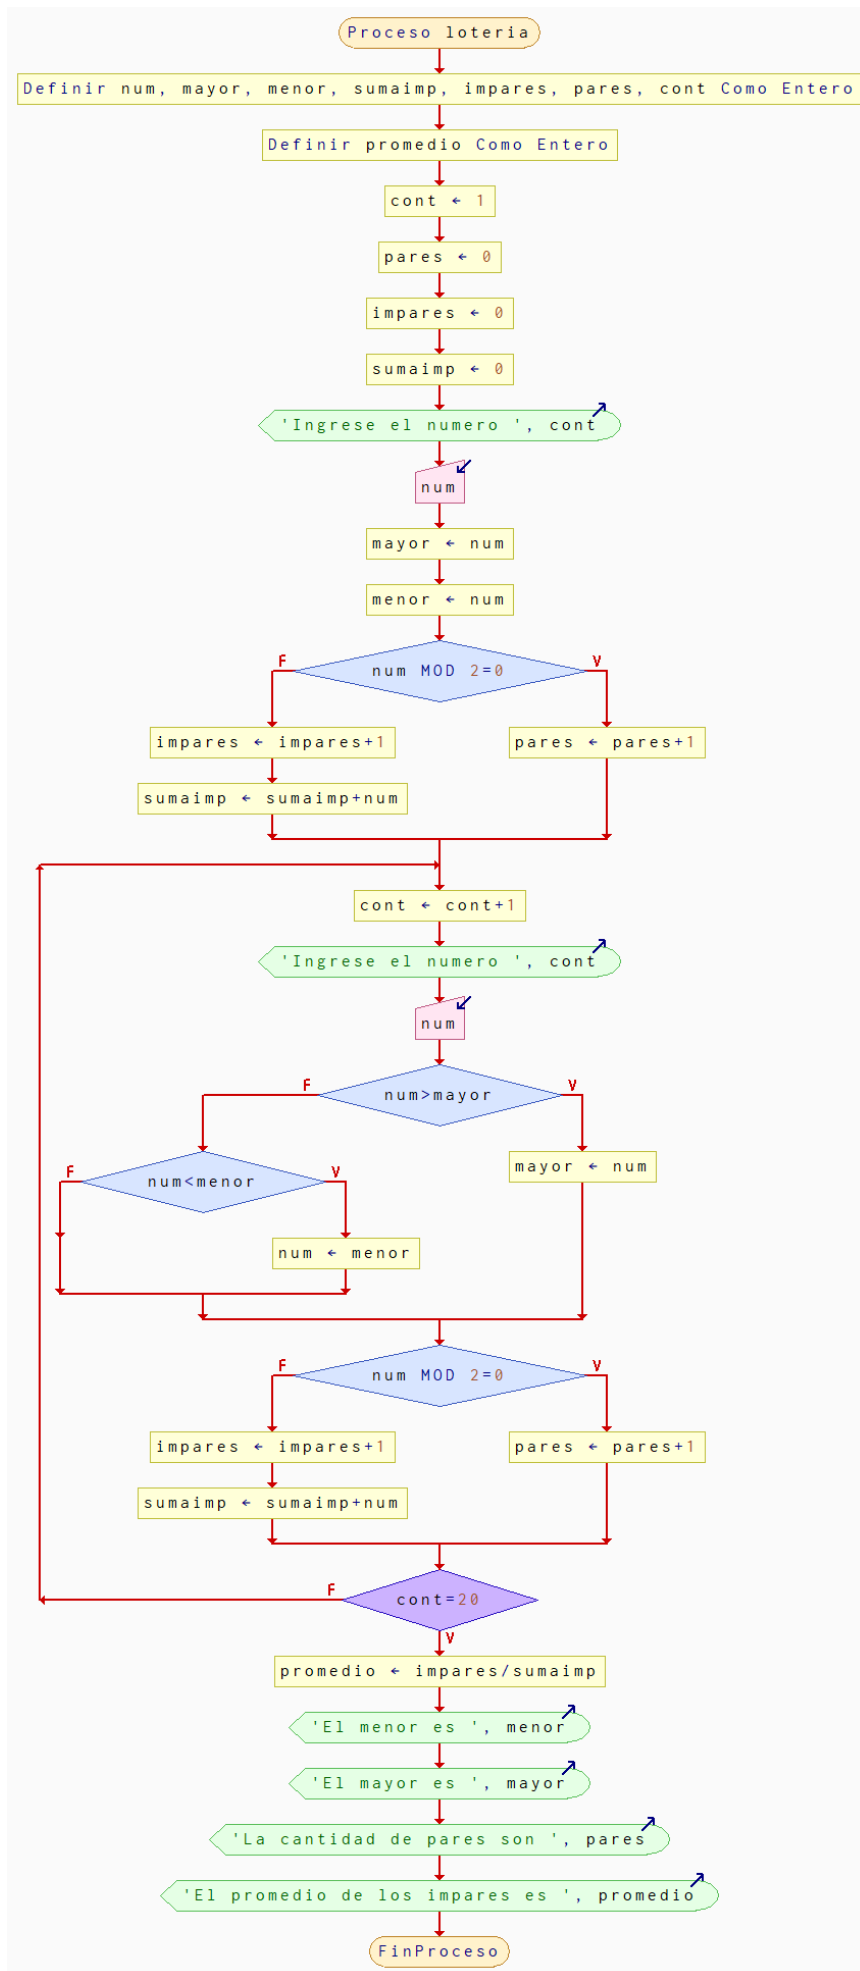 Proceso loteria
Definir num, mayor, menor, sumaimp, impares, pares, cont Como Entero
Definir promedio Como Entero
cont ← 1
pares ← 0
impares ← 0
sumaimp ← 0
'Ingrese el numero ', cont
num
mayor ← num
menor ← num
F
V
num MOD 2=0
impares ← impares+1
pares ← pares+1
sumaimp ← sumaimp+num
cont ← cont+1
'Ingrese el numero ', cont
num
F
V
num>mayor
mayor ← num
F
V
num<menor
num ← menor
F
V
num MOD 2=0
impares ← impares+1
pares ← pares+1
sumaimp ← sumaimp+num
F
cont=20
V
promedio ← impares/sumaimp
'El menor es ', menor
'El mayor es ', mayor
'La cantidad de pares son ', pares
'El promedio de los impares es ', promedio
FinProceso